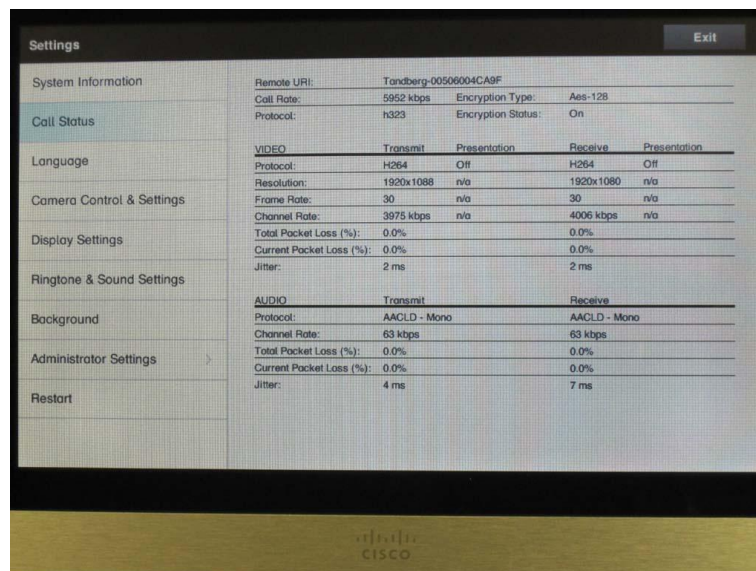 Settings
Exit
System Information
Call Status
Language
Camera Control & Settings
Display Settings
Ringtone & Sound Settings
Background
Administrator Settings >
Restart
Remote URI: Tandberg-00506004CA9F
Call Rate: 5952 kbps Encryption Type: Aes-128
Protocol: h323 Encryption Status: On
VIDEO Transmit Presentation Receive Presentation
Protocol: H264 Off H264 Off
Resolution: 1920x1088 n/a 1920x1080 n/a
Frame Rate: 30 n/a 30 n/a
Channel Rate: 3975 kbps n/a 4006 kbps n/a
Total Packet Loss (%): 0.0% 0.0%
Current Packet Loss (%): 0.0% 0.0%
Jitter: 2 ms 2 ms
AUDIO Transmit Receive
Protocol: AACLD - Mono AACLD - Mono
Channel Rate: 63 kbps 63 kbps
Total Packet Loss (%): 0.0% 0.0%
Current Packet Loss (%): 0.0% 0.0%
Jitter: 4 ms 7 ms
CISCO